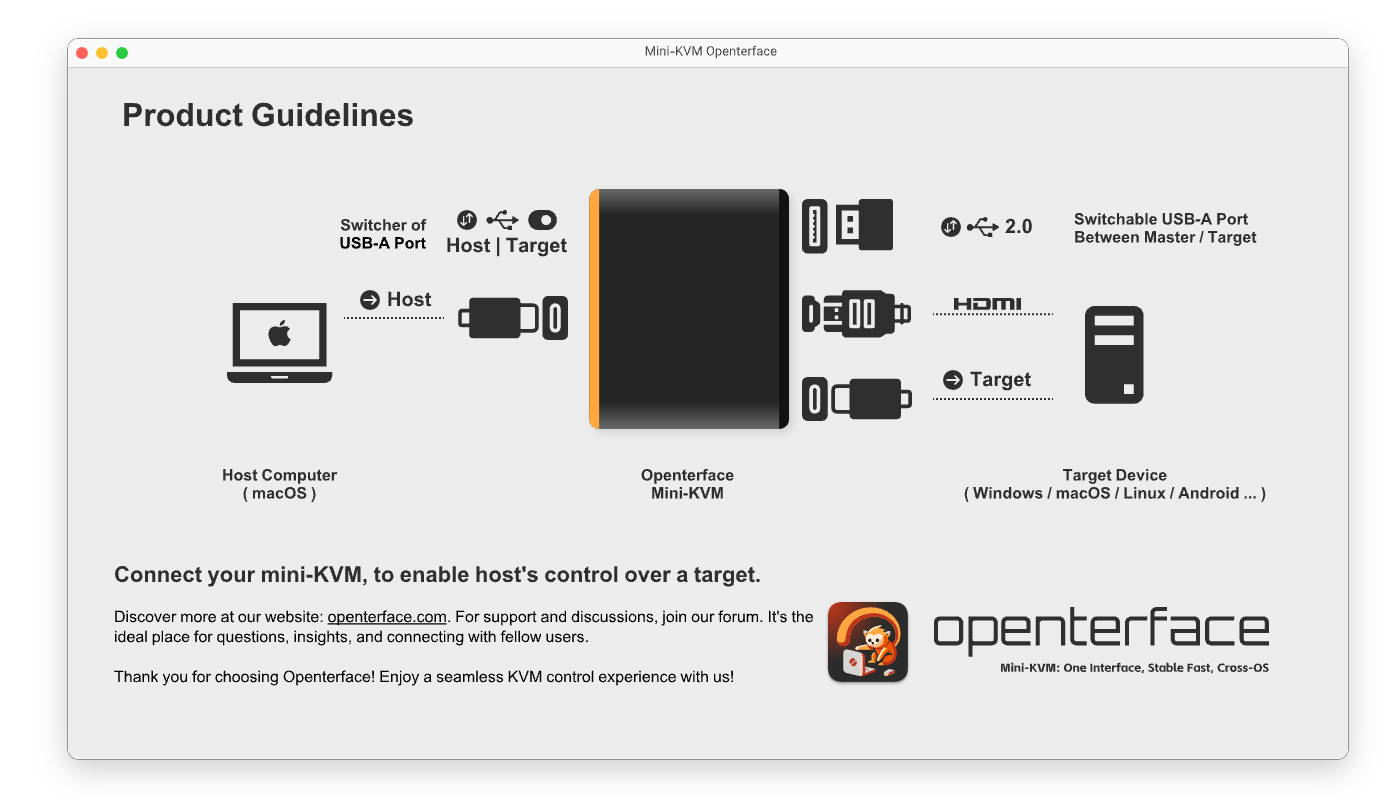 Mini-KVM Openterface
Product Guidelines
Switcher of
USB-A Port
Host | Target
2.0
Switchable USB-A Port
Between Master / Target
Host
HDMI
Target
Host Computer
( macOS )
Openterface
Mini-KVM
Target Device
( Windows / macOS / Linux / Android ... )
Connect your mini-KVM, to enable host's control over a target.
Discover more at our website: openterface.com. For support and discussions, join our forum. It's the
ideal place for questions, insights, and connecting with fellow users.
Thank you for choosing Openterface! Enjoy a seamless KVM control experience with us!
openterface
Mini-KVM: One Interface, Stable Fast, Cross-OS